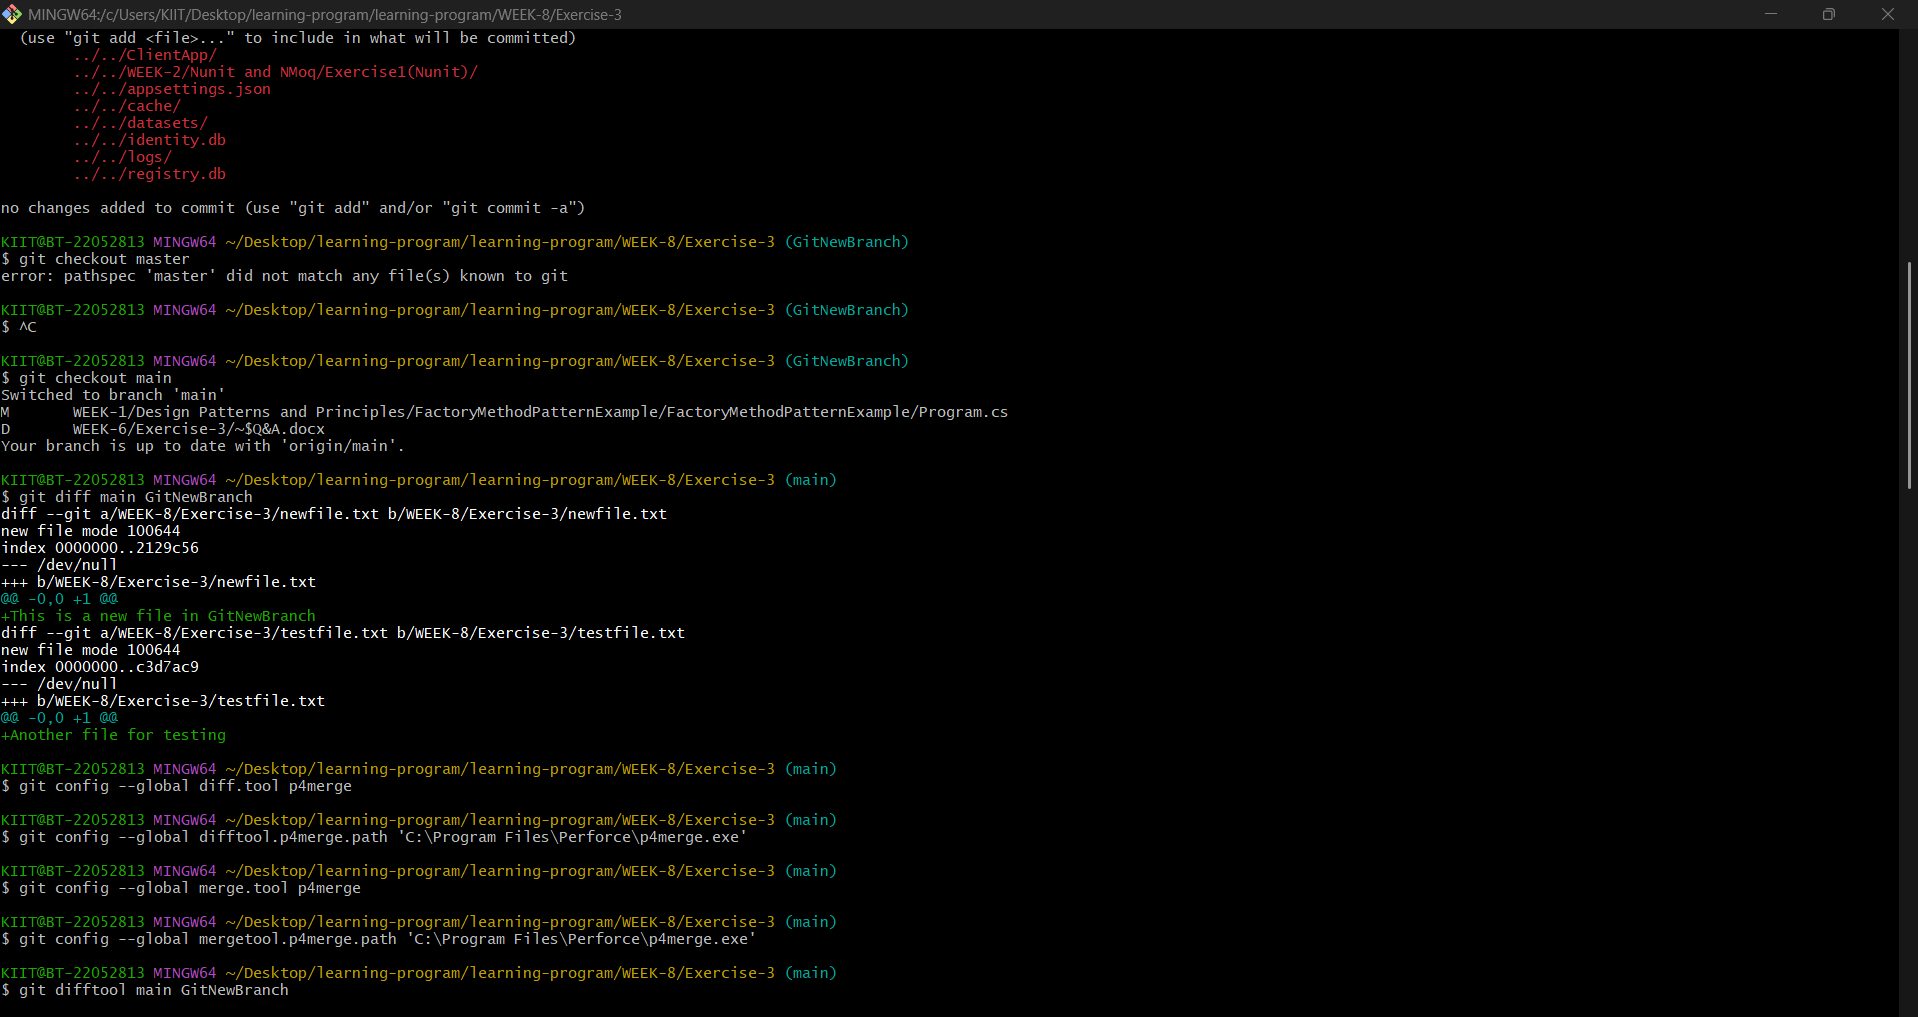 MINGW64:/c/Users/KIIT/Desktop/learning-program/learning-program/WEEK-8/Exercise-3
(use "git add <file>..." to include in what will be committed)
../../ClientApp/
../../WEEK-2/Nunit and NMoq/Exercise1(Nunit)/
../../appsettings.json
../../cache/
../../datasets/
../../identity.db
../../logs/
../../registry.db
no changes added to commit (use "git add" and/or "git commit -a")
KIIT@BT-22052813 MINGW64 ~/Desktop/learning-program/learning-program/WEEK-8/Exercise-3 (GitNewBranch)
$ git checkout master
error: pathspec 'master' did not match any file(s) known to git
KIIT@BT-22052813 MINGW64 ~/Desktop/learning-program/learning-program/WEEK-8/Exercise-3 (GitNewBranch)
$ ^C
KIIT@BT-22052813 MINGW64 ~/Desktop/learning-program/learning-program/WEEK-8/Exercise-3 (GitNewBranch)
$ git checkout main
Switched to branch 'main'
M       WEEK-1/Design Patterns and Principles/FactoryMethodPatternExample/FactoryMethodPatternExample/Program.cs
D       WEEK-6/Exercise-3/~$Q&A.docx
Your branch is up to date with 'origin/main'.
KIIT@BT-22052813 MINGW64 ~/Desktop/learning-program/learning-program/WEEK-8/Exercise-3 (main)
$ git diff main GitNewBranch
diff --git a/WEEK-8/Exercise-3/newfile.txt b/WEEK-8/Exercise-3/newfile.txt
new file mode 100644
index 0000000..2129c56
--- /dev/null
+++ b/WEEK-8/Exercise-3/newfile.txt
@@ -0,0 +1 @@
+This is a new file in GitNewBranch
diff --git a/WEEK-8/Exercise-3/testfile.txt b/WEEK-8/Exercise-3/testfile.txt
new file mode 100644
index 0000000..c3d7ac9
--- /dev/null
+++ b/WEEK-8/Exercise-3/testfile.txt
@@ -0,0 +1 @@
+Another file for testing
KIIT@BT-22052813 MINGW64 ~/Desktop/learning-program/learning-program/WEEK-8/Exercise-3 (main)
$ git config --global diff.tool p4merge
KIIT@BT-22052813 MINGW64 ~/Desktop/learning-program/learning-program/WEEK-8/Exercise-3 (main)
$ git config --global difftool.p4merge.path 'C:\Program Files\Perforce\p4merge.exe'
KIIT@BT-22052813 MINGW64 ~/Desktop/learning-program/learning-program/WEEK-8/Exercise-3 (main)
$ git config --global merge.tool p4merge
KIIT@BT-22052813 MINGW64 ~/Desktop/learning-program/learning-program/WEEK-8/Exercise-3 (main)
$ git config --global mergetool.p4merge.path 'C:\Program Files\Perforce\p4merge.exe'
KIIT@BT-22052813 MINGW64 ~/Desktop/learning-program/learning-program/WEEK-8/Exercise-3 (main)
$ git difftool main GitNewBranch